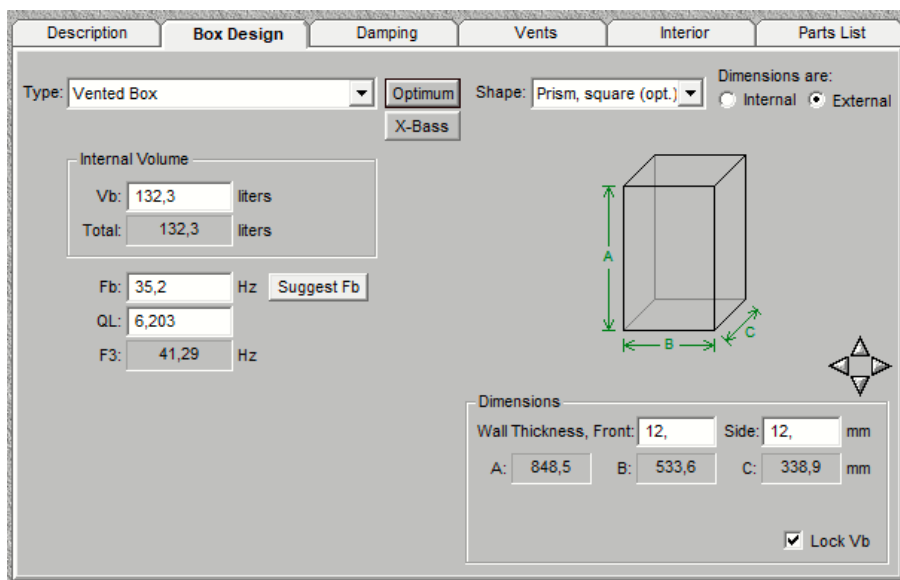 Description Box Design Damping Vents Interior Parts List
Type: Vented Box Optimum Shape: Prism, square (opt.) Dimensions are:
Internal External
X-Bass
Internal Volume
Vb: 132,3 liters
Total: 132,3 liters
A
B
C
Fb: 35,2 Hz Suggest Fb
QL: 6,203
F3: 41,29 Hz
Dimensions
Wall Thickness, Front: 12, Side: 12, mm
A: 848,5 B: 533,6 C: 338,9 mm
Lock Vb